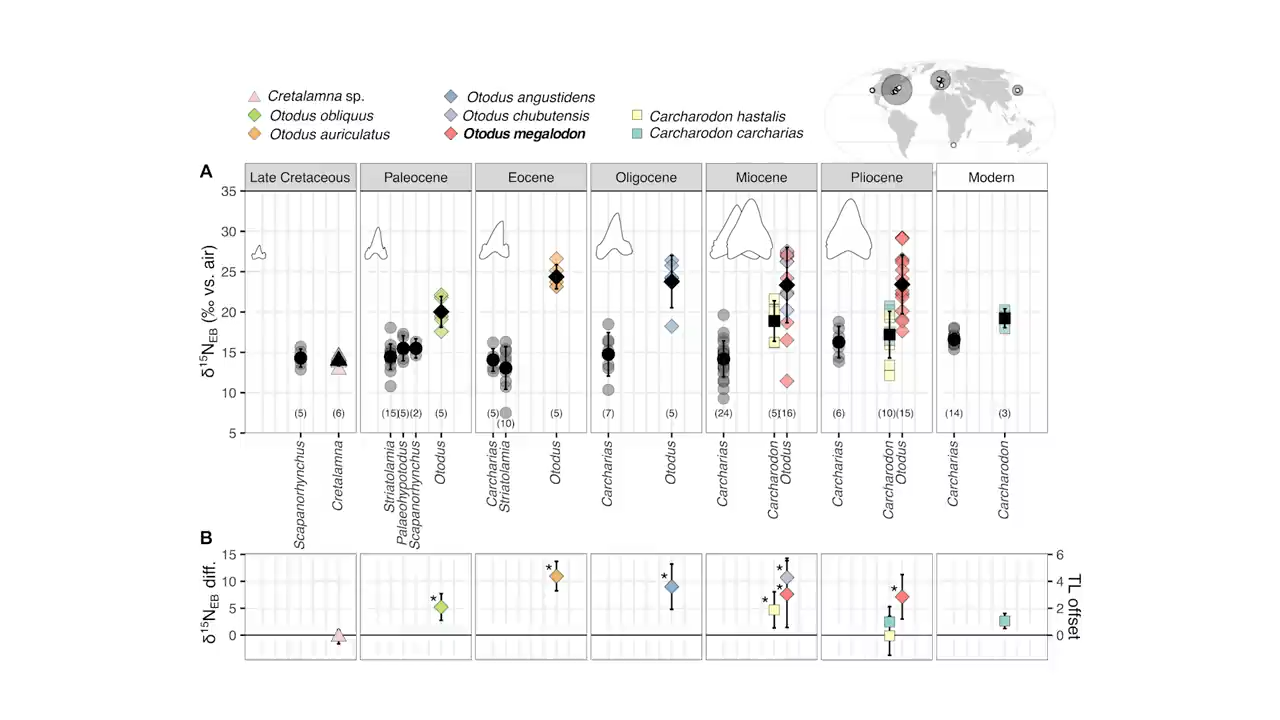 Cretalamna sp.
Otodus obliquus
Otodus auriculatus
Otodus angustidens
Otodus chubutensis
Otodus megalodon
Carcharodon hastalis
Carcharodon carcharias
A
Late Cretaceous Paleocene Eocene Oligocene Miocene Pliocene Modern
δ15NEB (‰ vs. air)
35
30
25
20
15
10
5
(5) (6) (15) (5) (2) (5) (5) (10) (5) (7) (5) (24) (5) (16) (6) (10) (15) (14) (3)
Scapanorhynchus
Cretalamna
Striatolamia
Palaeohypotodus
Scapanorhynchus
Otodus
Carcharias
Striatolamia
Otodus
Carcharias
Otodus
Carcharias
Carcharodon
Otodus
Carcharias
Carcharodon
Otodus
Carcharias
Carcharodon
B
δ15NEB diff.
15
10
5
0
* * * * * * *
6
4
2
0
TL offset